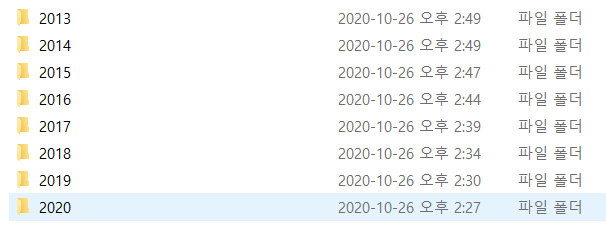 2013 2020-10-26 오후 2:49 파일 폴더
2014 2020-10-26 오후 2:49 파일 폴더
2015 2020-10-26 오후 2:47 파일 폴더
2016 2020-10-26 오후 2:44 파일 폴더
2017 2020-10-26 오후 2:39 파일 폴더
2018 2020-10-26 오후 2:34 파일 폴더
2019 2020-10-26 오후 2:30 파일 폴더
2020 2020-10-26 오후 2:27 파일 폴더